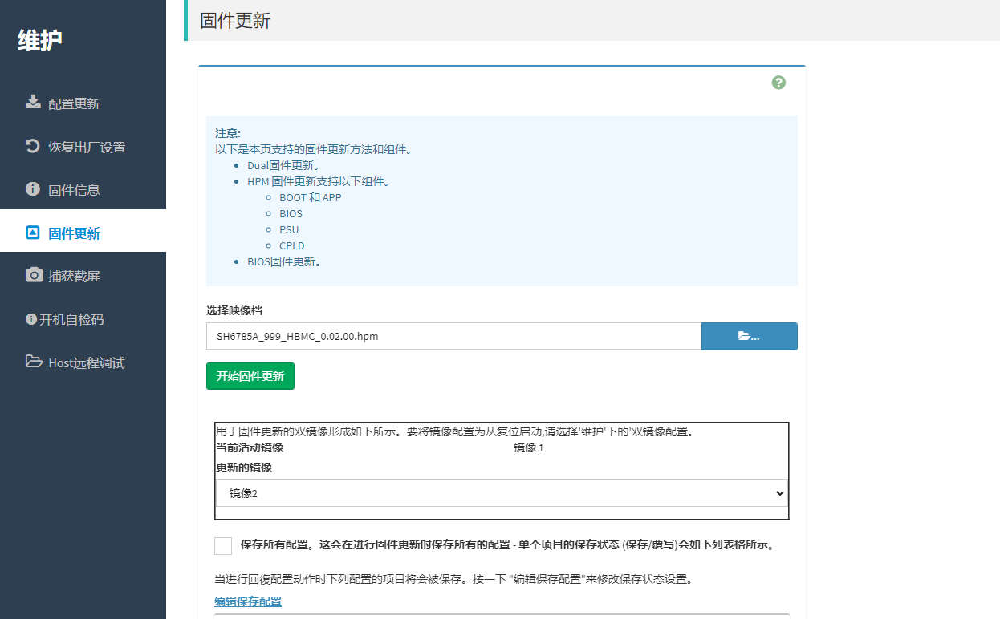 维护
配置更新
恢复出厂设置
固件信息
固件更新
捕获截屏
开机自检码
Host远程调试
固件更新
注意:
以下是本页支持的固件更新方法和组件。
Dual固件更新。
HPM 固件更新支持以下组件。
BOOT 和 APP
BIOS
PSU
CPLD
BIOS固件更新。
选择映像档
SH6785A_999_HBMC_0.02.00.hpm
...
开始固件更新
用于固件更新的双镜像形成如下所示。要将镜像配置为从复位启动,请选择'维护'下的'双镜像配置。
当前活动镜像 镜像 1
更新的镜像
镜像2
保存所有配置。这会在进行固件更新时保存所有的配置 - 单个项目的保存状态 (保存/覆写)会如下列表格所示。
当进行回復配置动作时下列配置的项目将会被保存。按一下 "编辑保存配置"来修改保存状态设置。
编辑保存配置